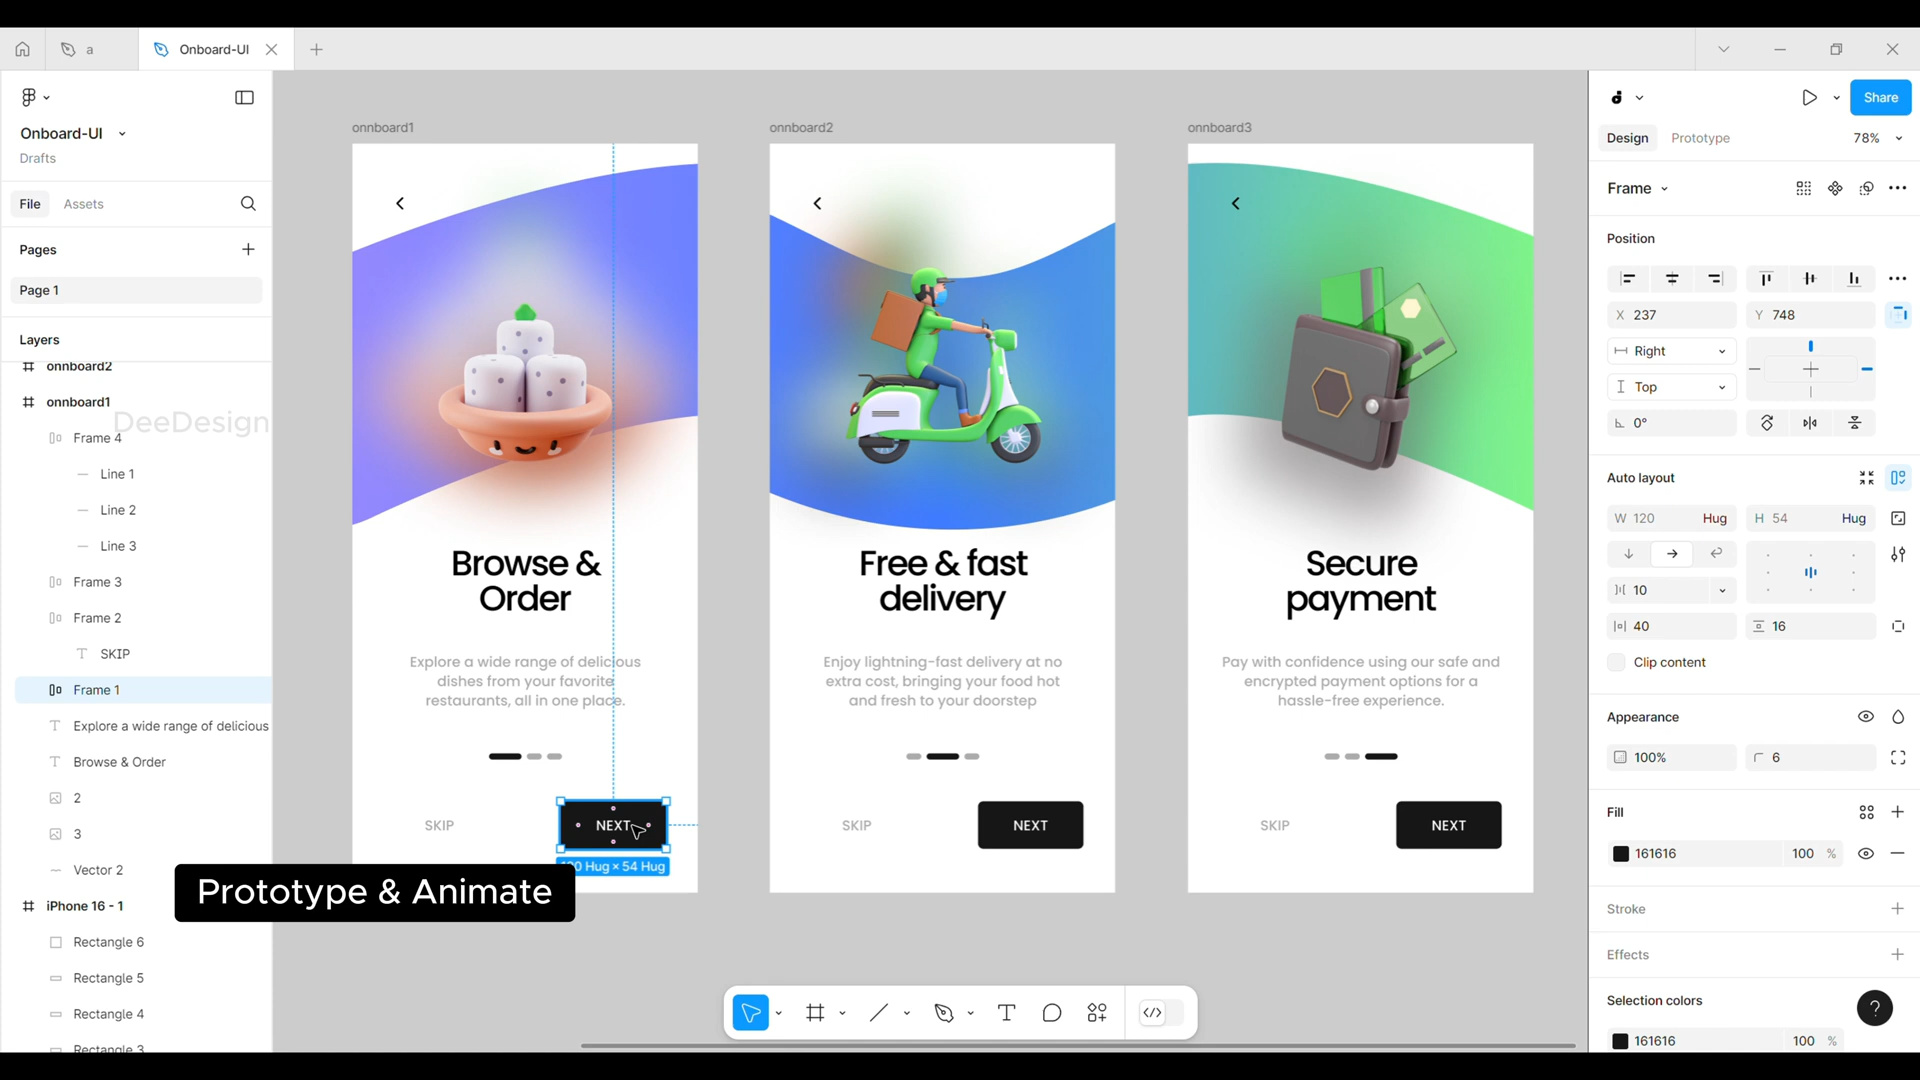 a
Onboard-UI
Onboard-UI
Drafts
File
Assets
Pages
Page 1
Layers
onnboard2
onnboard1
DeeDesign
Frame 4
Line 1
Line 2
Line 3
Frame 3
Frame 2
SKIP
Frame 1
Explore a wide range of delicious
Browse & Order
2
3
Vector 2
iPhone 16 - 1
Rectangle 6
Rectangle 5
Rectangle 4
Rectangle 3
onnboard1
Browse &
Order
Explore a wide range of delicious
dishes from your favorite
restaurants, all in one place.
SKIP
NEXT
0 Hug × 54 Hug
Prototype & Animate
onnboard2
Free & fast
delivery
Enjoy lightning-fast delivery at no
extra cost, bringing your food hot
and fresh to your doorstep
SKIP
NEXT
onnboard3
Secure
payment
Pay with confidence using our safe and
encrypted payment options for a
hassle-free experience.
SKIP
NEXT
Share
Design
Prototype
78%
Frame
Position
X 237
Y 748
Right
Top
0°
Auto layout
W 120 Hug
H 54 Hug
10
40
16
Clip content
Appearance
100%
6
Fill
161616 100 %
Stroke
Effects
Selection colors
?
161616 100 %